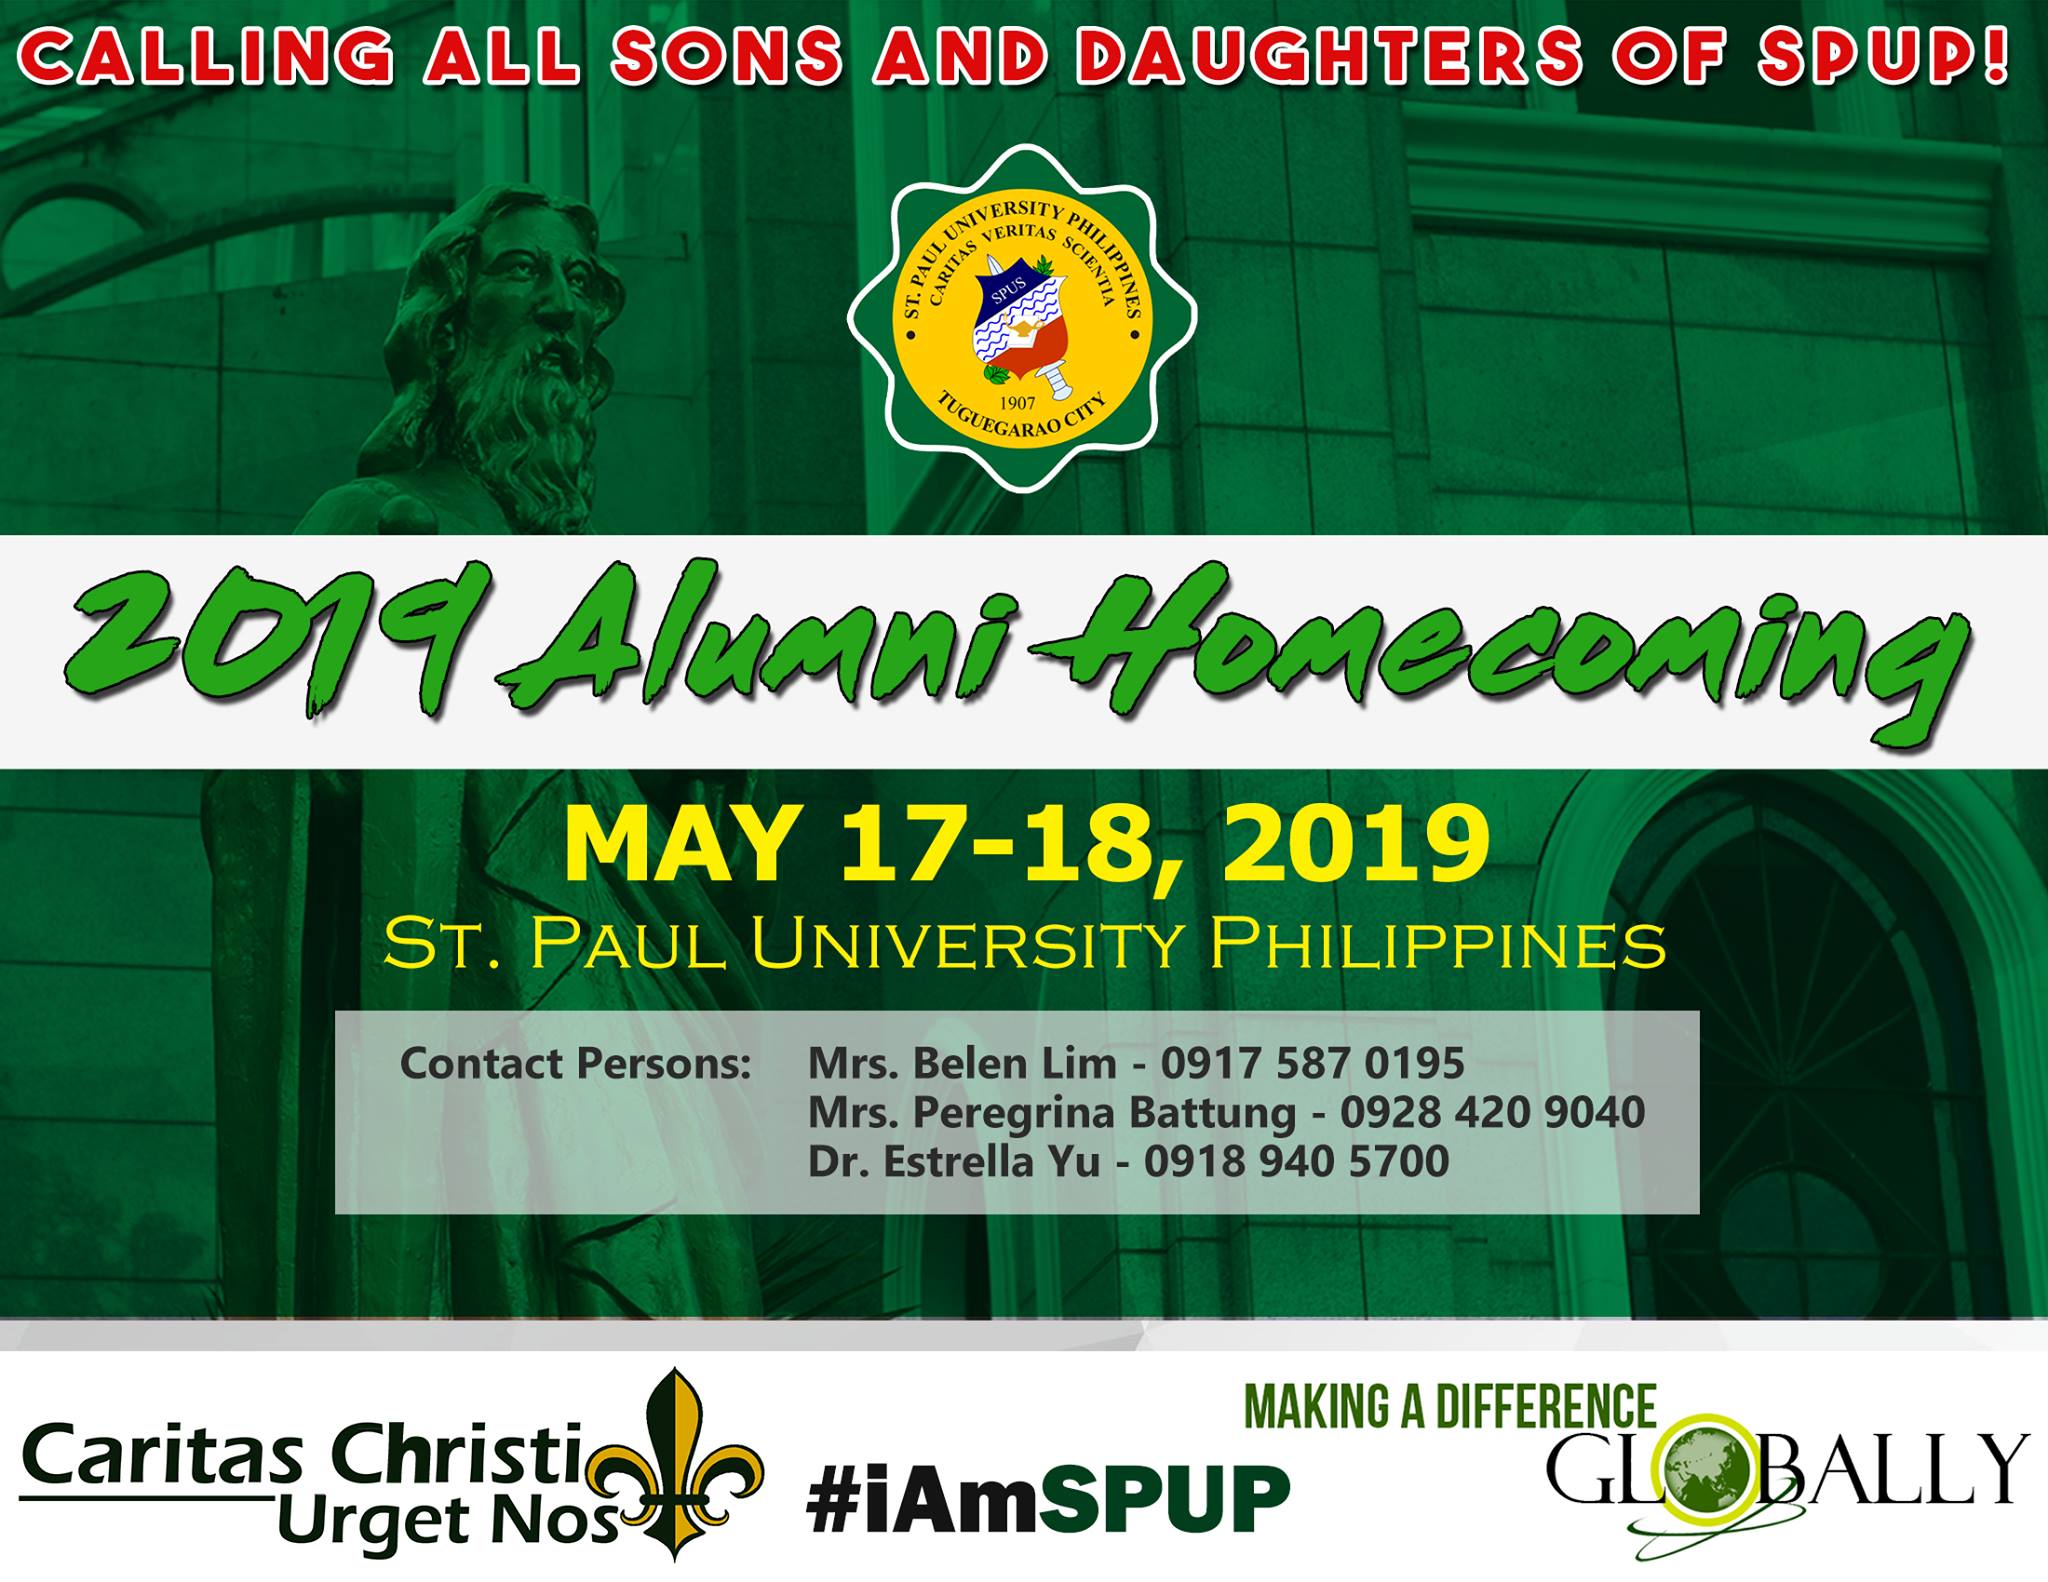 CALLING ALL SONS AND DAUGHTERS OF SPUP!
ST. PAUL UNIVERSITY PHILIPPINES
CARITAS VERITAS SCIENTIA
SPUS
1907
TUGUEGARAO CITY
2019 Alumni Homecoming
MAY 17-18, 2019
ST. PAUL UNIVERSITY PHILIPPINES
Contact Persons: Mrs. Belen Lim - 0917 587 0195
Mrs. Peregrina Battung - 0928 420 9040
Dr. Estrella Yu - 0918 940 5700
Caritas Christi
Urget Nos
#iAmSPUP
MAKING A DIFFERENCE
GLOBALLY